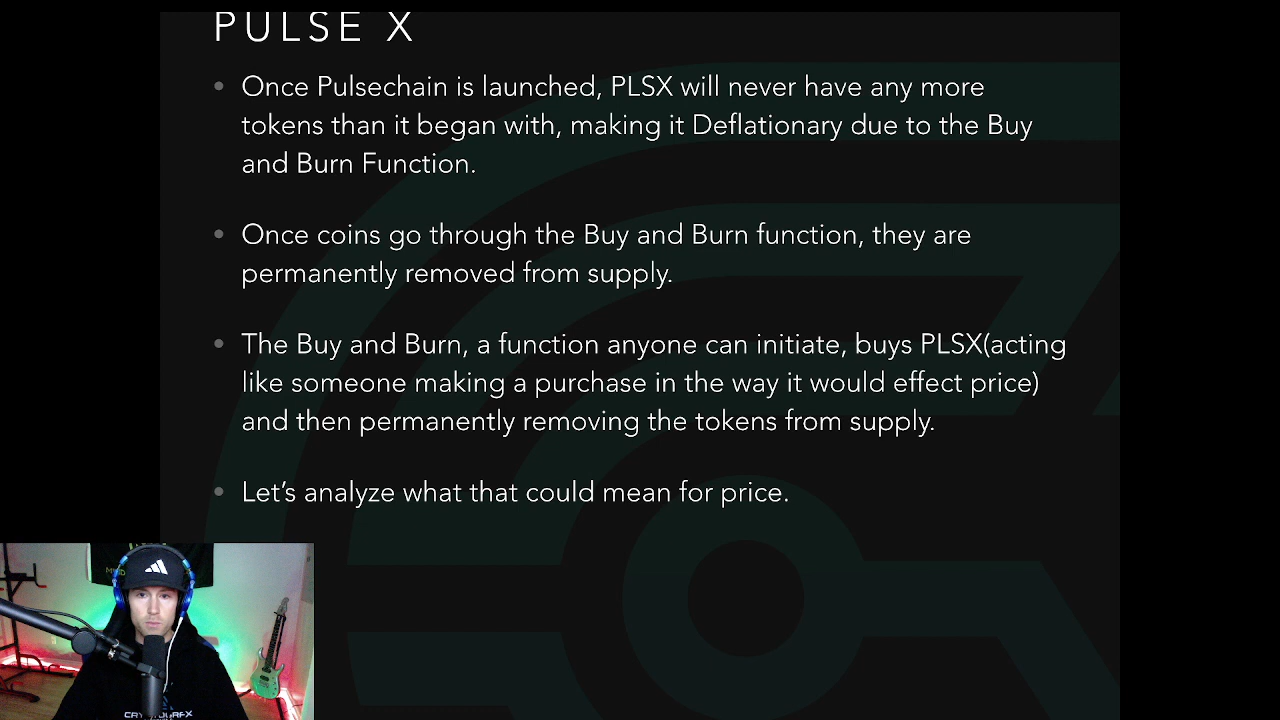 PULSE X
Once Pulsechain is launched, PLSX will never have any more
tokens than it began with, making it Deflationary due to the Buy
and Burn Function.
Once coins go through the Buy and Burn function, they are
permanently removed from supply.
The Buy and Burn, a function anyone can initiate, buys PLSX(acting
like someone making a purchase in the way it would effect price)
and then permanently removing the tokens from supply.
Let's analyze what that could mean for price.